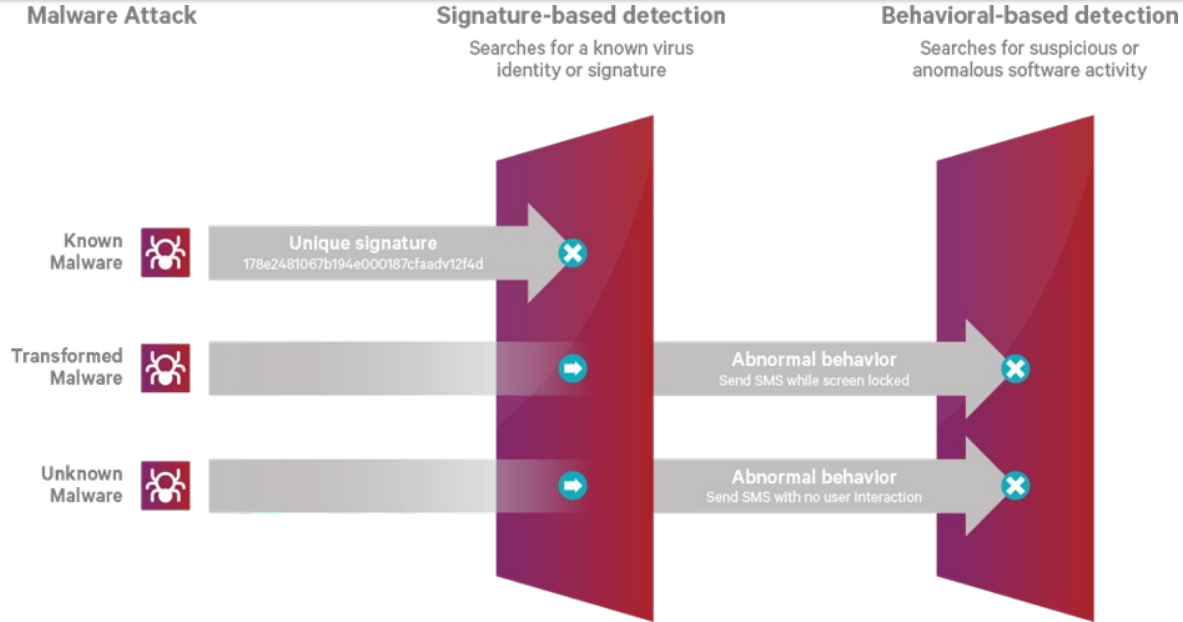 Malware Attack
Signature-based detection
Behavioral-based detection
Searches for a known virus
identity or signature
Searches for suspicious or
anomalous software activity
Known
Malware
Unique signature
178e2481067b194e000187cfaadv12f4d
Transformed
Malware
Abnormal behavior
Send SMS while screen locked
Unknown
Malware
Abnormal behavior
Send SMS with no user interaction